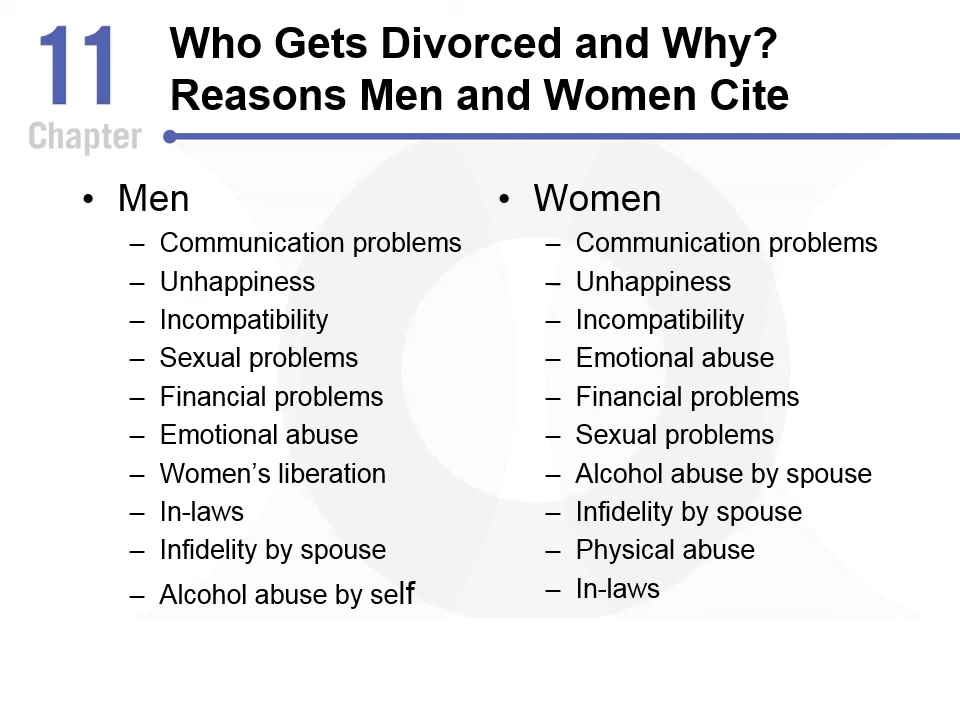 11
Chapter
Who Gets Divorced and Why?
Reasons Men and Women Cite
• Men
– Communication problems
– Unhappiness
– Incompatibility
– Sexual problems
– Financial problems
– Emotional abuse
– Women’s liberation
– In-laws
– Infidelity by spouse
– Alcohol abuse by self
• Women
– Communication problems
– Unhappiness
– Incompatibility
– Emotional abuse
– Financial problems
– Sexual problems
– Alcohol abuse by spouse
– Infidelity by spouse
– Physical abuse
– In-laws